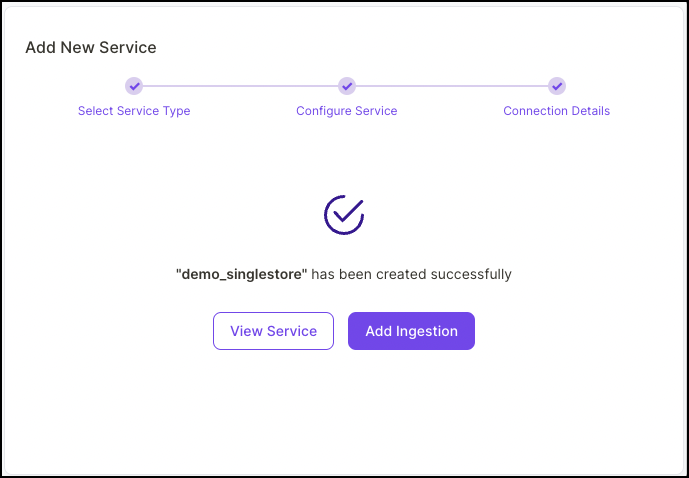 Add New Service
Select Service Type
Configure Service
Connection Details
"demo_singlestore" has been created successfully
View Service
Add Ingestion